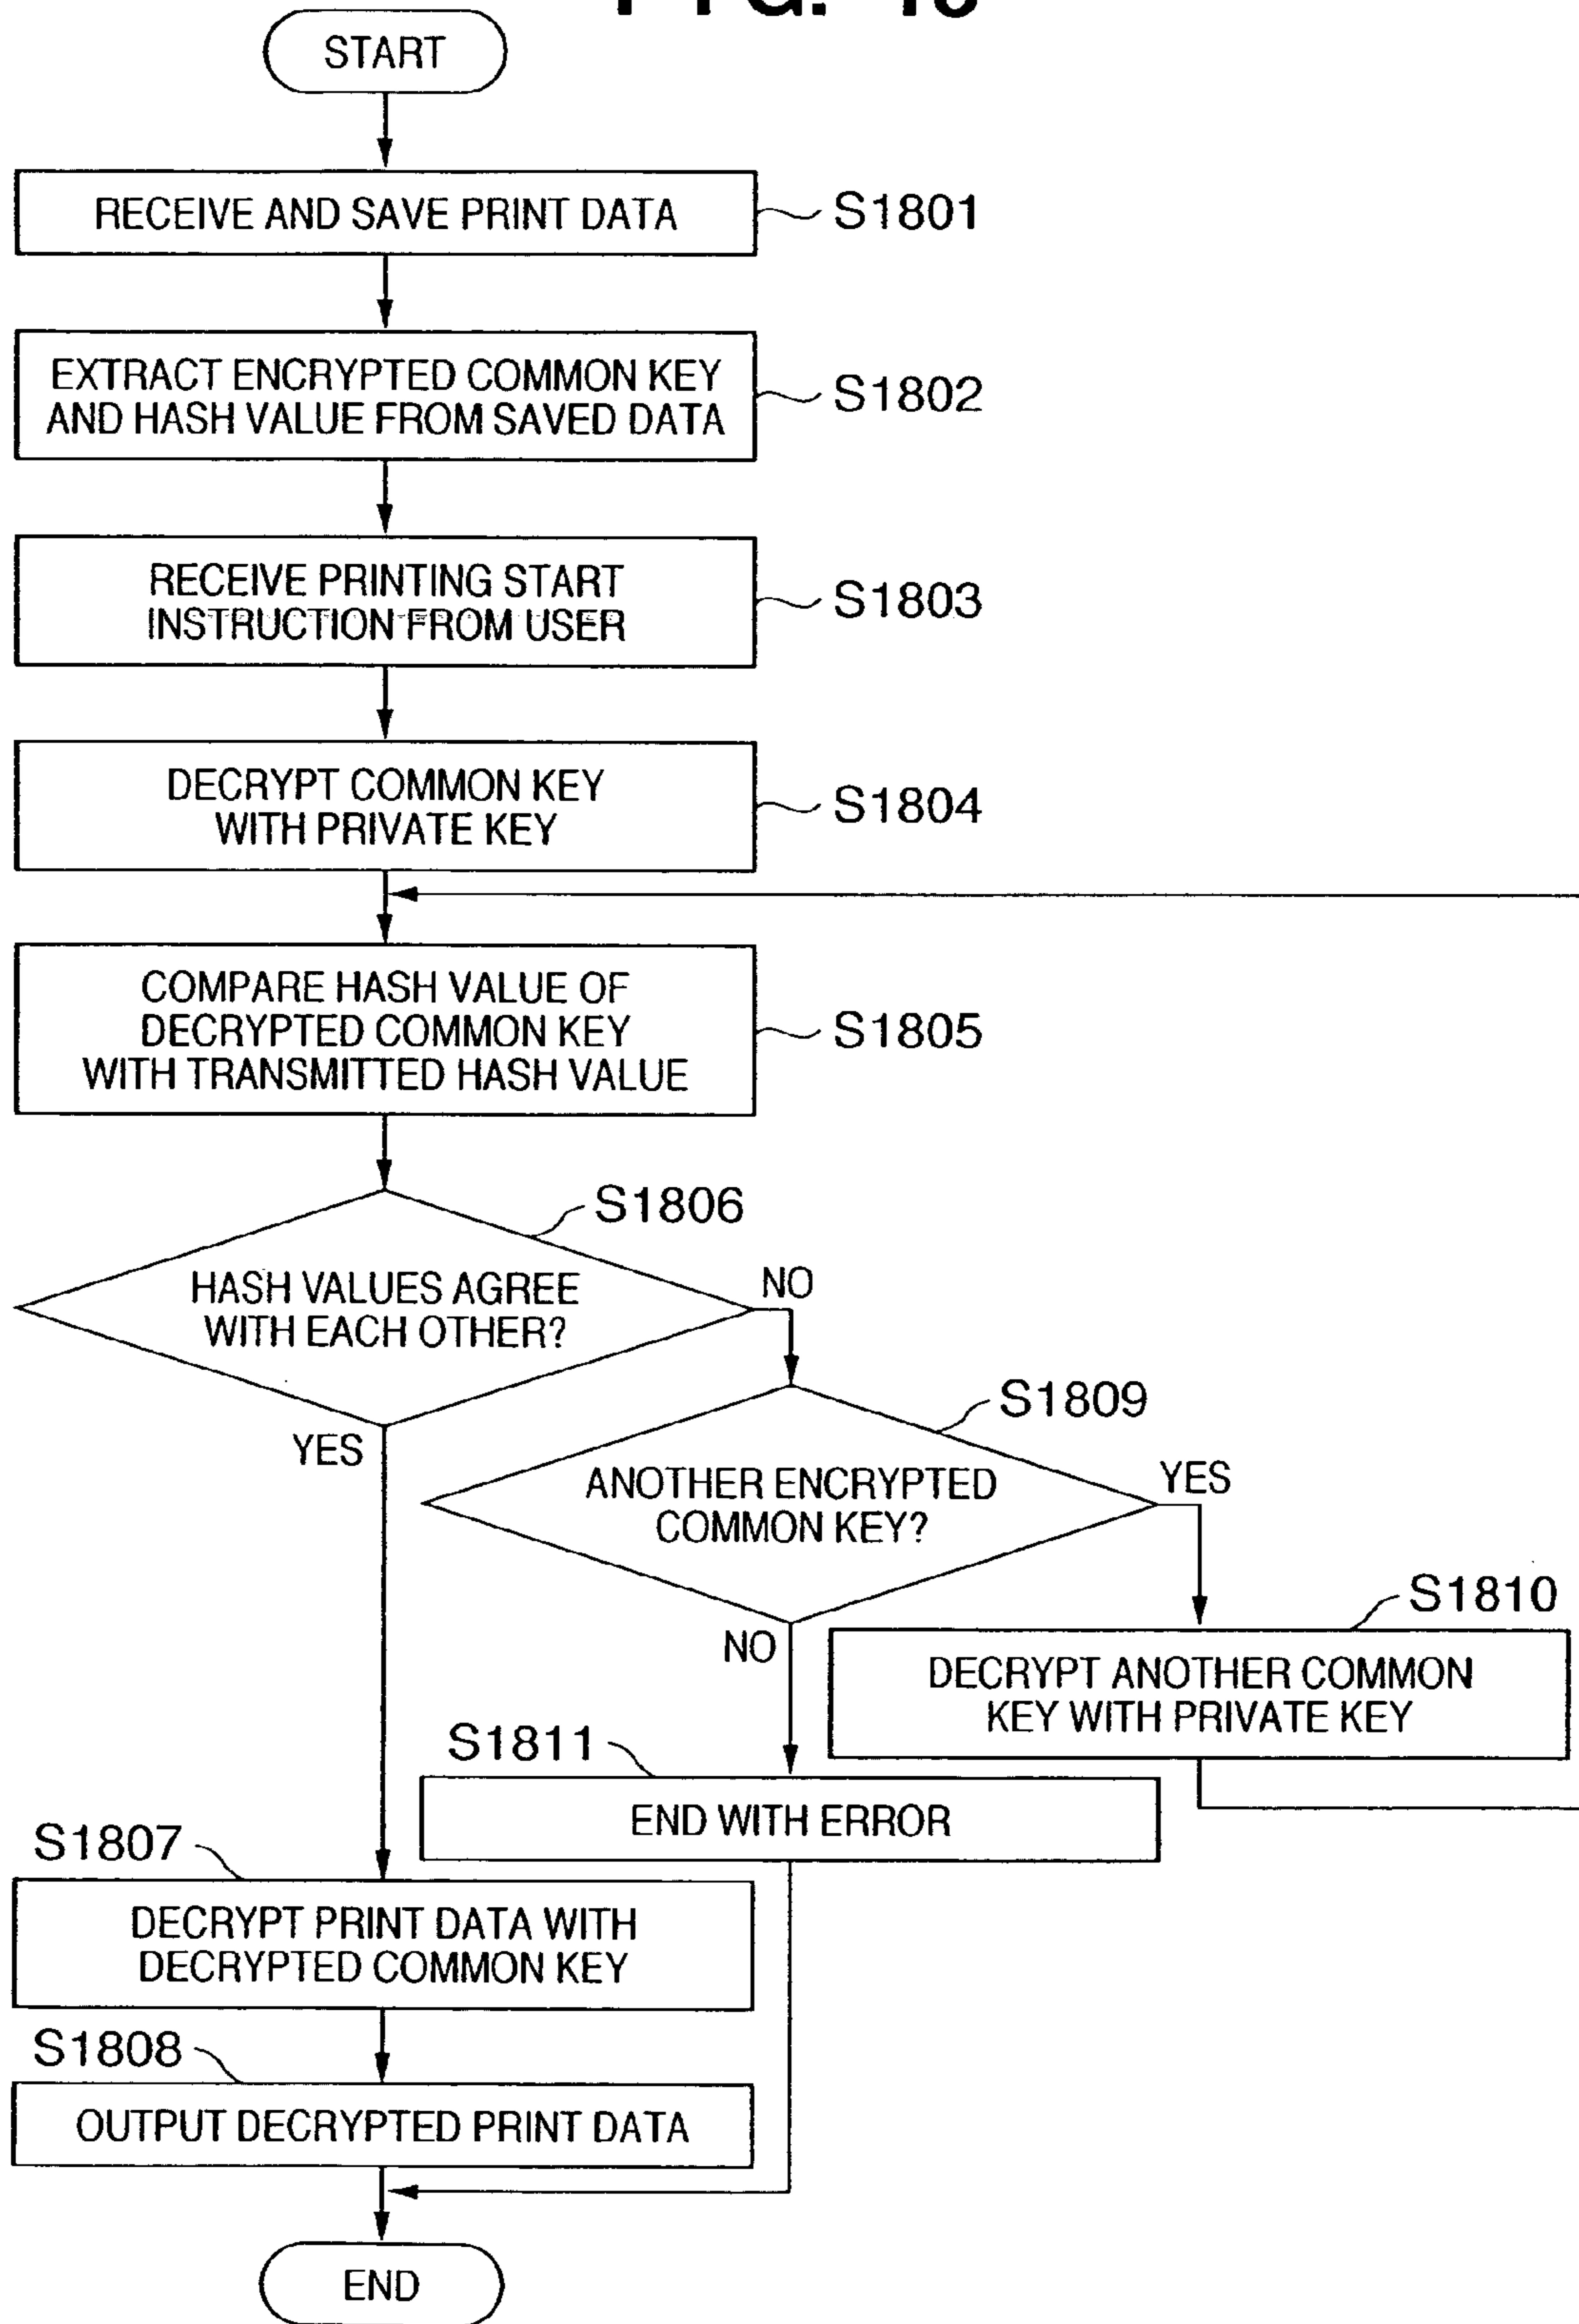 START
RECEIVE AND SAVE PRINT DATA
S1801
EXTRACT ENCRYPTED COMMON KEY
AND HASH VALUE FROM SAVED DATA
S1802
RECEIVE PRINTING START
INSTRUCTION FROM USER
S1803
DECRYPT COMMON KEY
WITH PRIVATE KEY
S1804
COMPARE HASH VALUE OF
DECRYPTED COMMON KEY
WITH TRANSMITTED HASH VALUE
S1805
S1806
HASH VALUES AGREE
WITH EACH OTHER?
NO
YES
S1809
ANOTHER ENCRYPTED
COMMON KEY?
YES
NO
S1810
DECRYPT ANOTHER COMMON
KEY WITH PRIVATE KEY
S1811
END WITH ERROR
S1807
DECRYPT PRINT DATA WITH
DECRYPTED COMMON KEY
S1808
OUTPUT DECRYPTED PRINT DATA
END